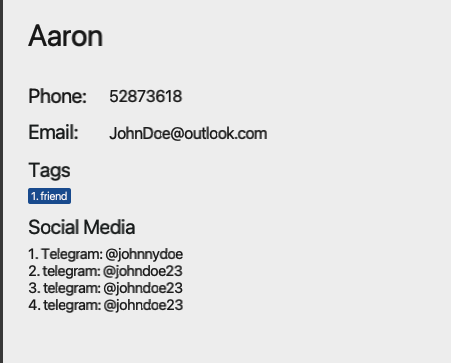 Aaron
Phone: 52873618
Email: JohnDoe@outlook.com
Tags
1. friend
Social Media
1. Telegram: @johnnydoe
2. telegram: @johndoe23
3. telegram: @johndoe23
4. telegram: @johndoe23